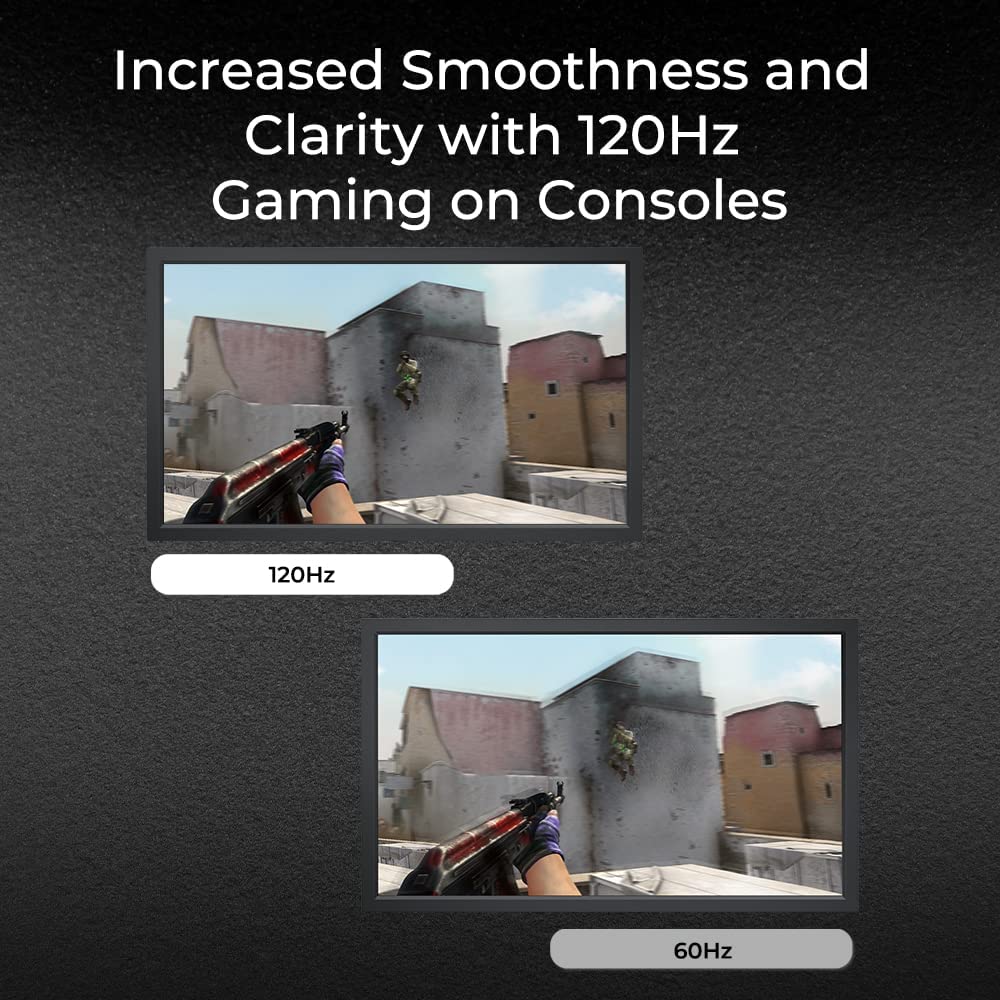 Increased Smoothness and
Clarity with 120Hz
Gaming on Consoles
120Hz
60Hz